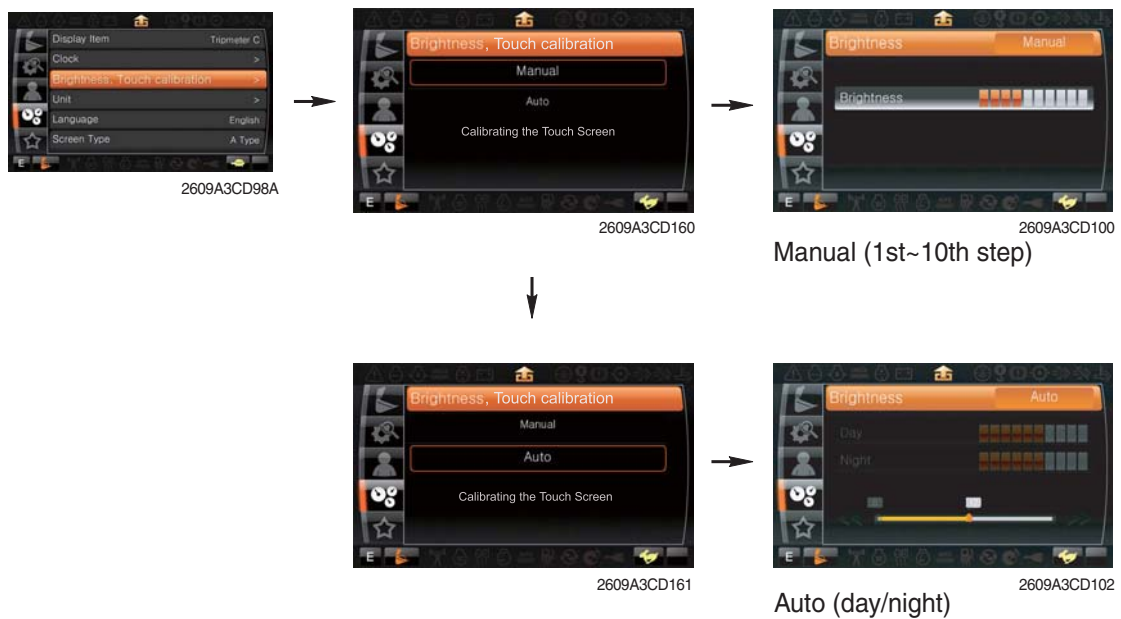 Display Item Tripmeter C
Clock >
Brightness, Touch calibration >
Unit >
Language English
Screen Type A Type
E
2609A3CD98A
Brightness, Touch calibration
Manual
Auto
Calibrating the Touch Screen
E
2609A3CD160
Brightness Manual
Brightness
E
2609A3CD100
Manual (1st~10th step)
Brightness, Touch calibration
Manual
Auto
Calibrating the Touch Screen
E
2609A3CD161
Brightness Auto
Day
Night
E
2609A3CD102
Auto (day/night)